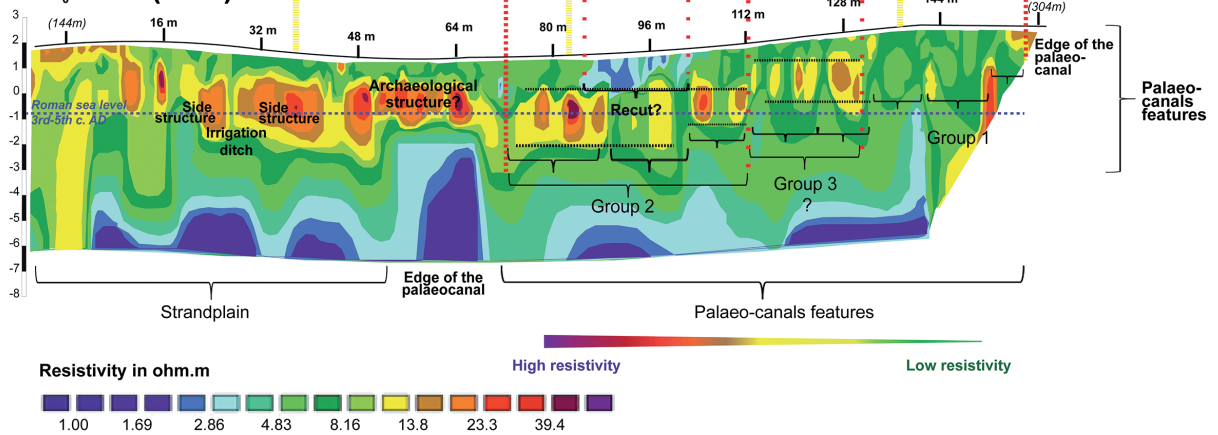 (144m) 16 m 32 m 48 m 64 m 80 m 96 m 112 m 128 m 144 m (304m)
3
2
1
0
-1
-2
-3
-4
-5
-6
-7
-8
Roman sea level
3rd-5th c. AD
Side
structure
Irrigation
ditch
Side
structure
Archaeological
structure?
Recut?
Group 2
Group 3
?
Group 1
Edge of the
palaeo-
canal
Palaeo-
canals
features
Strandplain
Edge of the
palaeocanal
Palaeo-canals features
High resistivity
Low resistivity
Resistivity in ohm.m
1.00 1.69 2.86 4.83 8.16 13.8 23.3 39.4